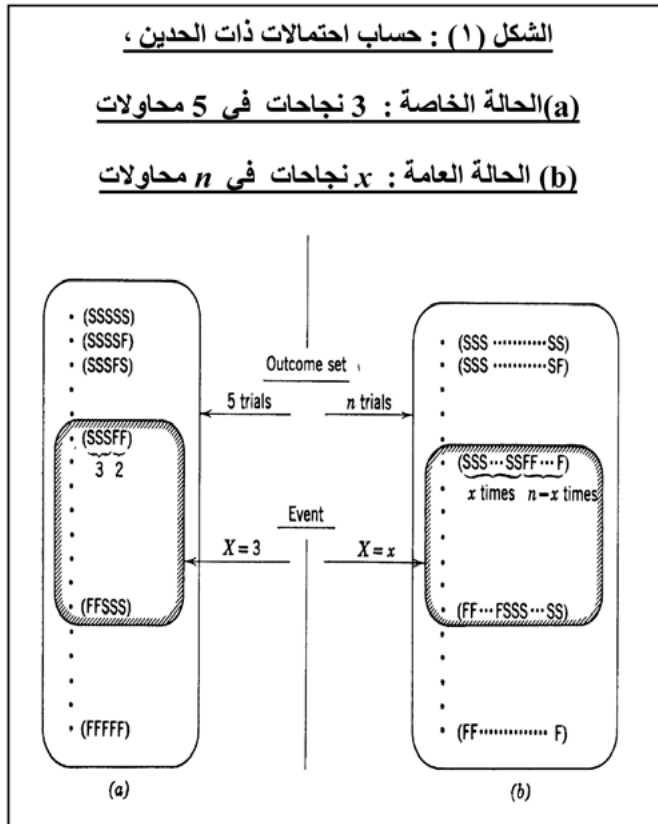 الشكل (١) : حساب احتمالات ذات الحدين ،
(a) الحالة الخاصة : 3 نجاحات فى 5 محاولات
(b) الحالة العامة : x نجاحات فى n محاولات
Outcome set
5 trials
n trials
Event
X = 3
X = x
(SSSSS)
(SSSSF)
(SSSFS)
(SSSFF)
3 2
(FFSSS)
(FFFFF)
(a)
(SSS ··········· SS)
(SSS ··········· SF)
(SSS···SSFF···F)
x times n−x times
(FF···FSSS···SS)
(FF············· F)
(b)